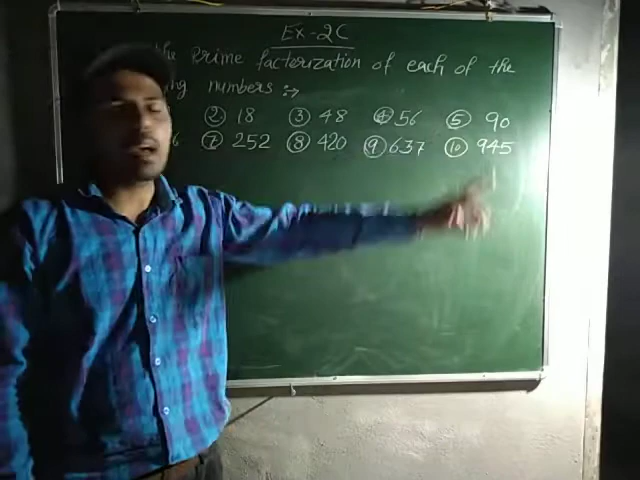 Ex-2C
the Prime factorization of each of the
numbers :→
② 18 ③ 48 ④ 56 ⑤ 90
⑦ 252 ⑧ 420 ⑨ 637 ⑩ 945